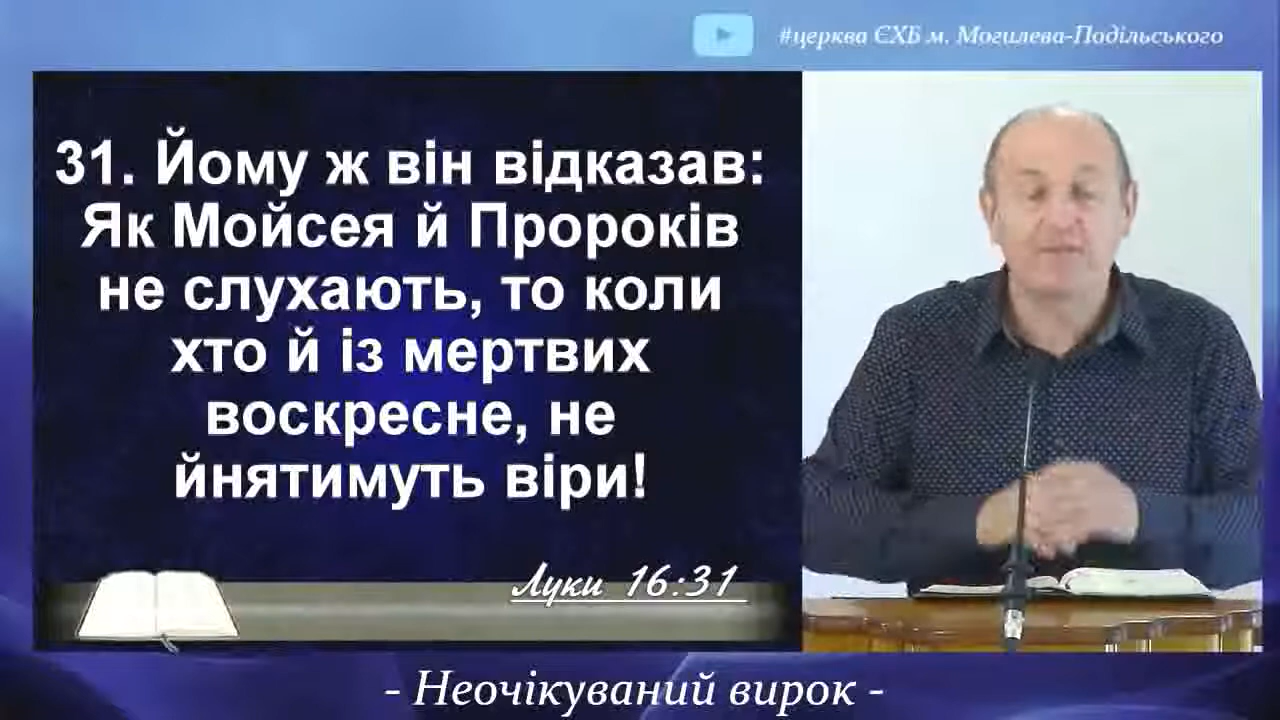 #церква ЄХБ м. Могилева-Подільського
31. Йому ж він відказав:
Як Мойсея й Пророків
не слухають, то коли
хто й із мертвих
воскресне, не
йнятимуть віри!
Луки 16:31
- Неочікуваний вирок -